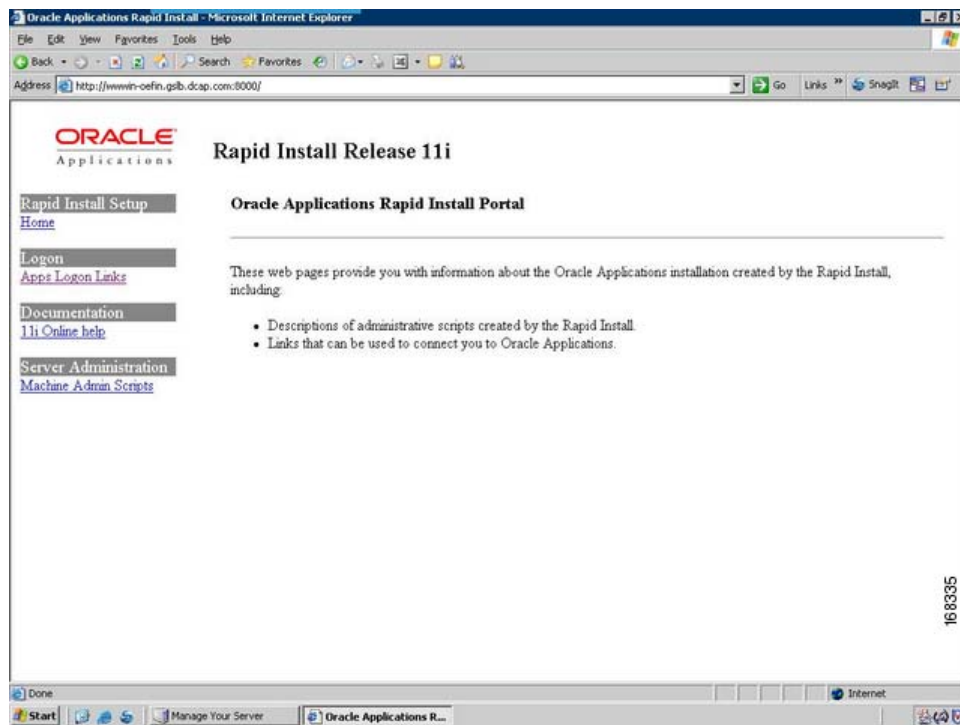 Oracle Applications Rapid Install - Microsoft Internet Explorer
File Edit View Favorites Tools Help
Back Search Favorites
Address http://wwwin-oefin.gslb.dcap.com:8000/ Go Links » SnagIt
ORACLE
Applications
Rapid Install Release 11i
Rapid Install Setup
Home
Logon
Apps Logon Links
Documentation
11i Online help
Server Administration
Machine Admin Scripts
Oracle Applications Rapid Install Portal
These web pages provide you with information about the Oracle Applications installation created by the Rapid Install,
including:
• Descriptions of administrative scripts created by the Rapid Install.
• Links that can be used to connect you to Oracle Applications.
168335
Done Internet
Start Manage Your Server Oracle Applications R...